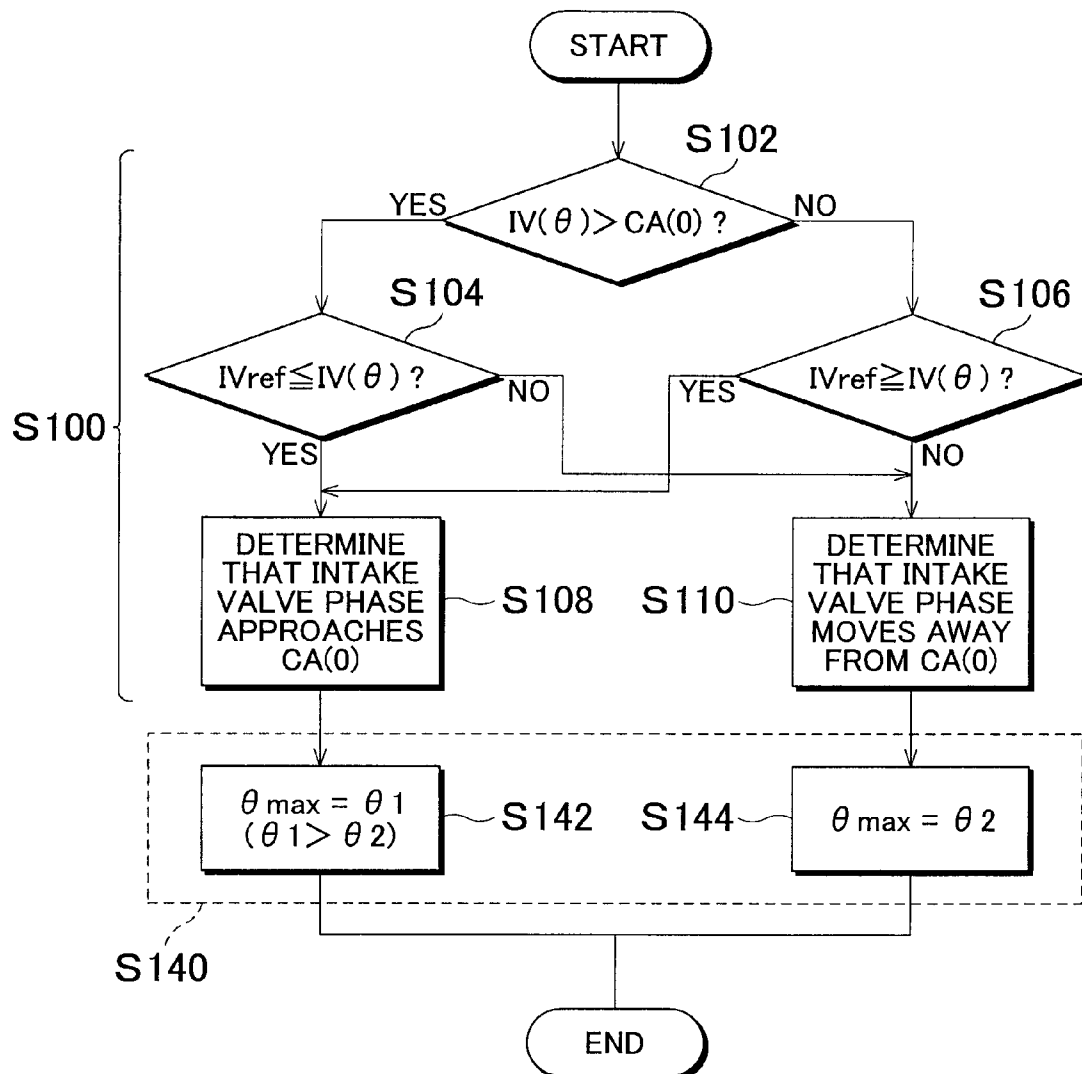 START
S102
YES
IV(θ)> CA(0) ?
NO
S104
S106
IVref≦IV(θ) ?
NO
YES
IVref≧IV(θ) ?
S100
YES
NO
DETERMINE
THAT INTAKE
VALVE PHASE
APPROACHES
CA(0)
S108
S110
DETERMINE
THAT INTAKE
VALVE PHASE
MOVES AWAY
FROM CA(0)
θ max = θ 1
(θ 1> θ 2)
S142
S144
θ max = θ 2
S140
END